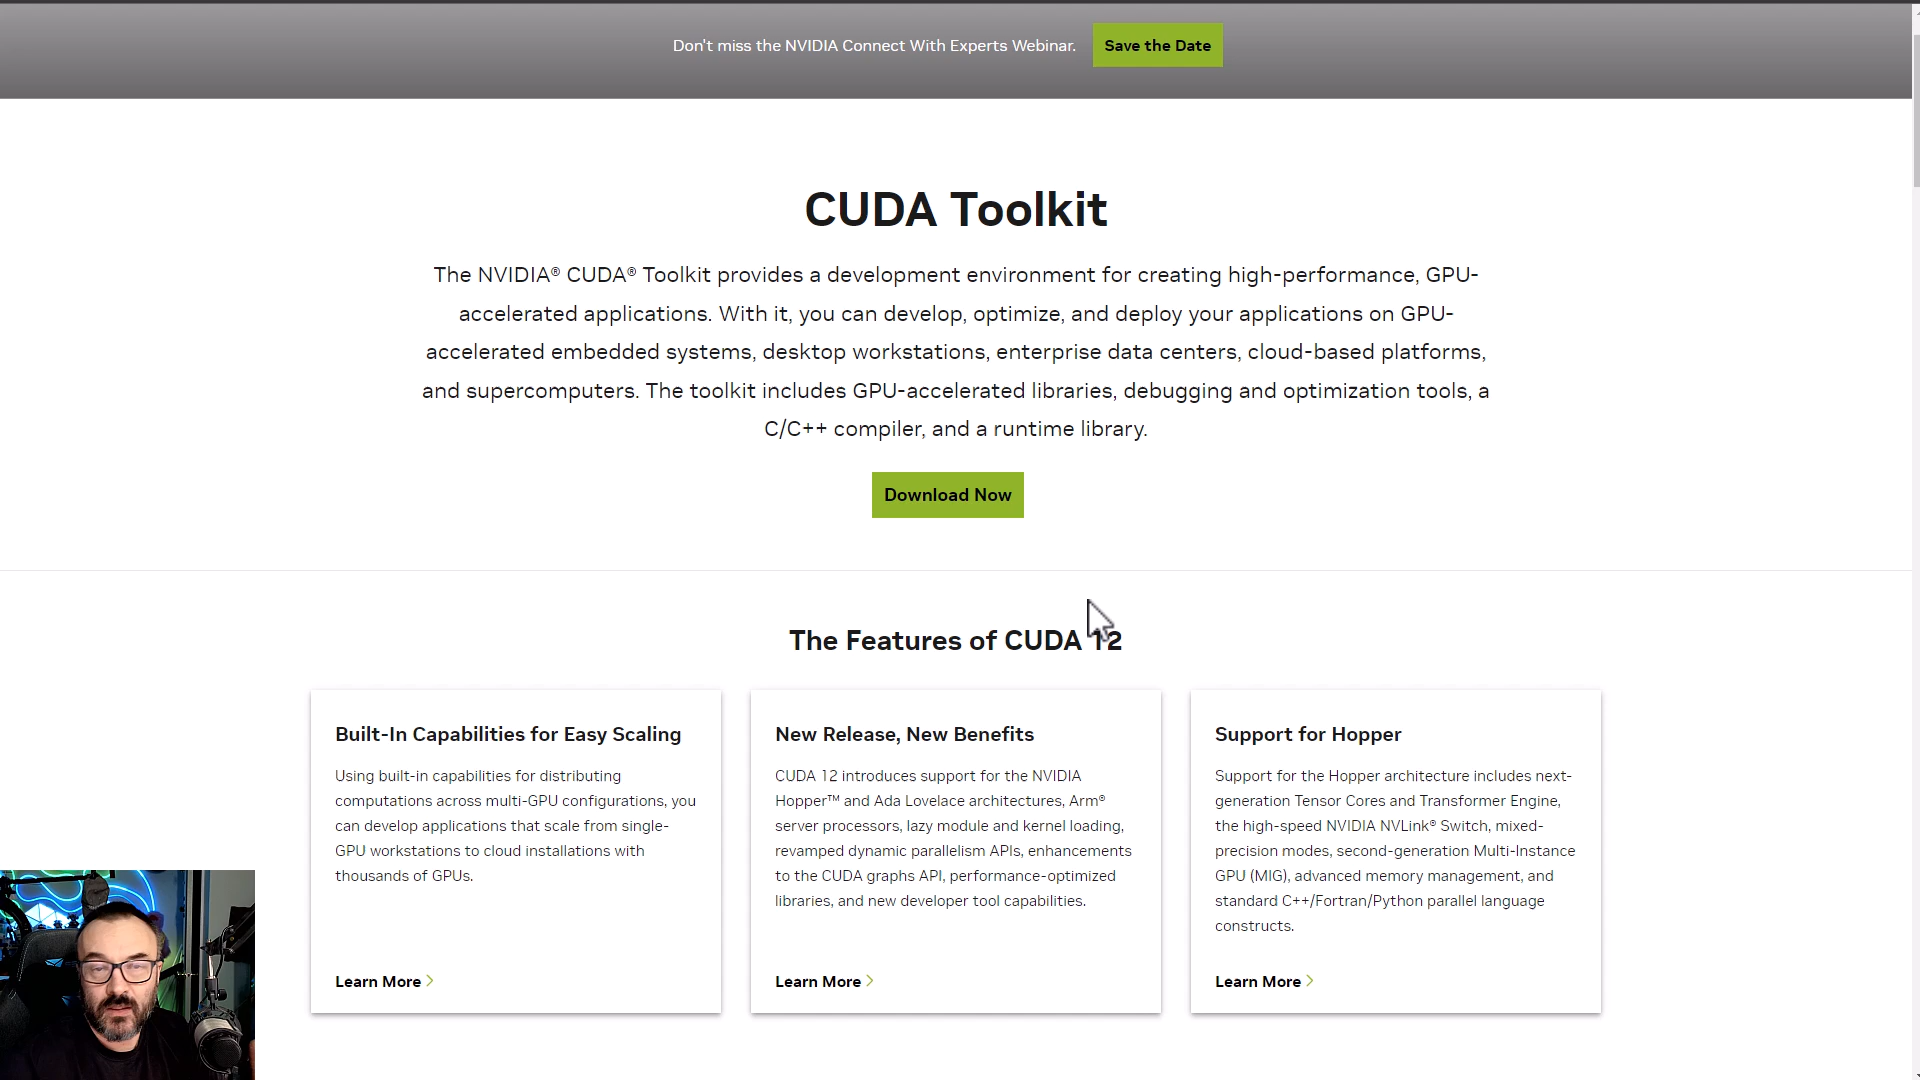 Don't miss the NVIDIA Connect With Experts Webinar.
Save the Date
CUDA Toolkit
The NVIDIA® CUDA® Toolkit provides a development environment for creating high-performance, GPU-
accelerated applications. With it, you can develop, optimize, and deploy your applications on GPU-
accelerated embedded systems, desktop workstations, enterprise data centers, cloud-based platforms,
and supercomputers. The toolkit includes GPU-accelerated libraries, debugging and optimization tools, a
C/C++ compiler, and a runtime library.
Download Now
The Features of CUDA 12
Built-In Capabilities for Easy Scaling
Using built-in capabilities for distributing
computations across multi-GPU configurations, you
can develop applications that scale from single-
GPU workstations to cloud installations with
thousands of GPUs.
Learn More
New Release, New Benefits
CUDA 12 introduces support for the NVIDIA
Hopper™ and Ada Lovelace architectures, Arm®
server processors, lazy module and kernel loading,
revamped dynamic parallelism APIs, enhancements
to the CUDA graphs API, performance-optimized
libraries, and new developer tool capabilities.
Learn More
Support for Hopper
Support for the Hopper architecture includes next-
generation Tensor Cores and Transformer Engine,
the high-speed NVIDIA NVLink® Switch, mixed-
precision modes, second-generation Multi-Instance
GPU (MIG), advanced memory management, and
standard C++/Fortran/Python parallel language
constructs.
Learn More